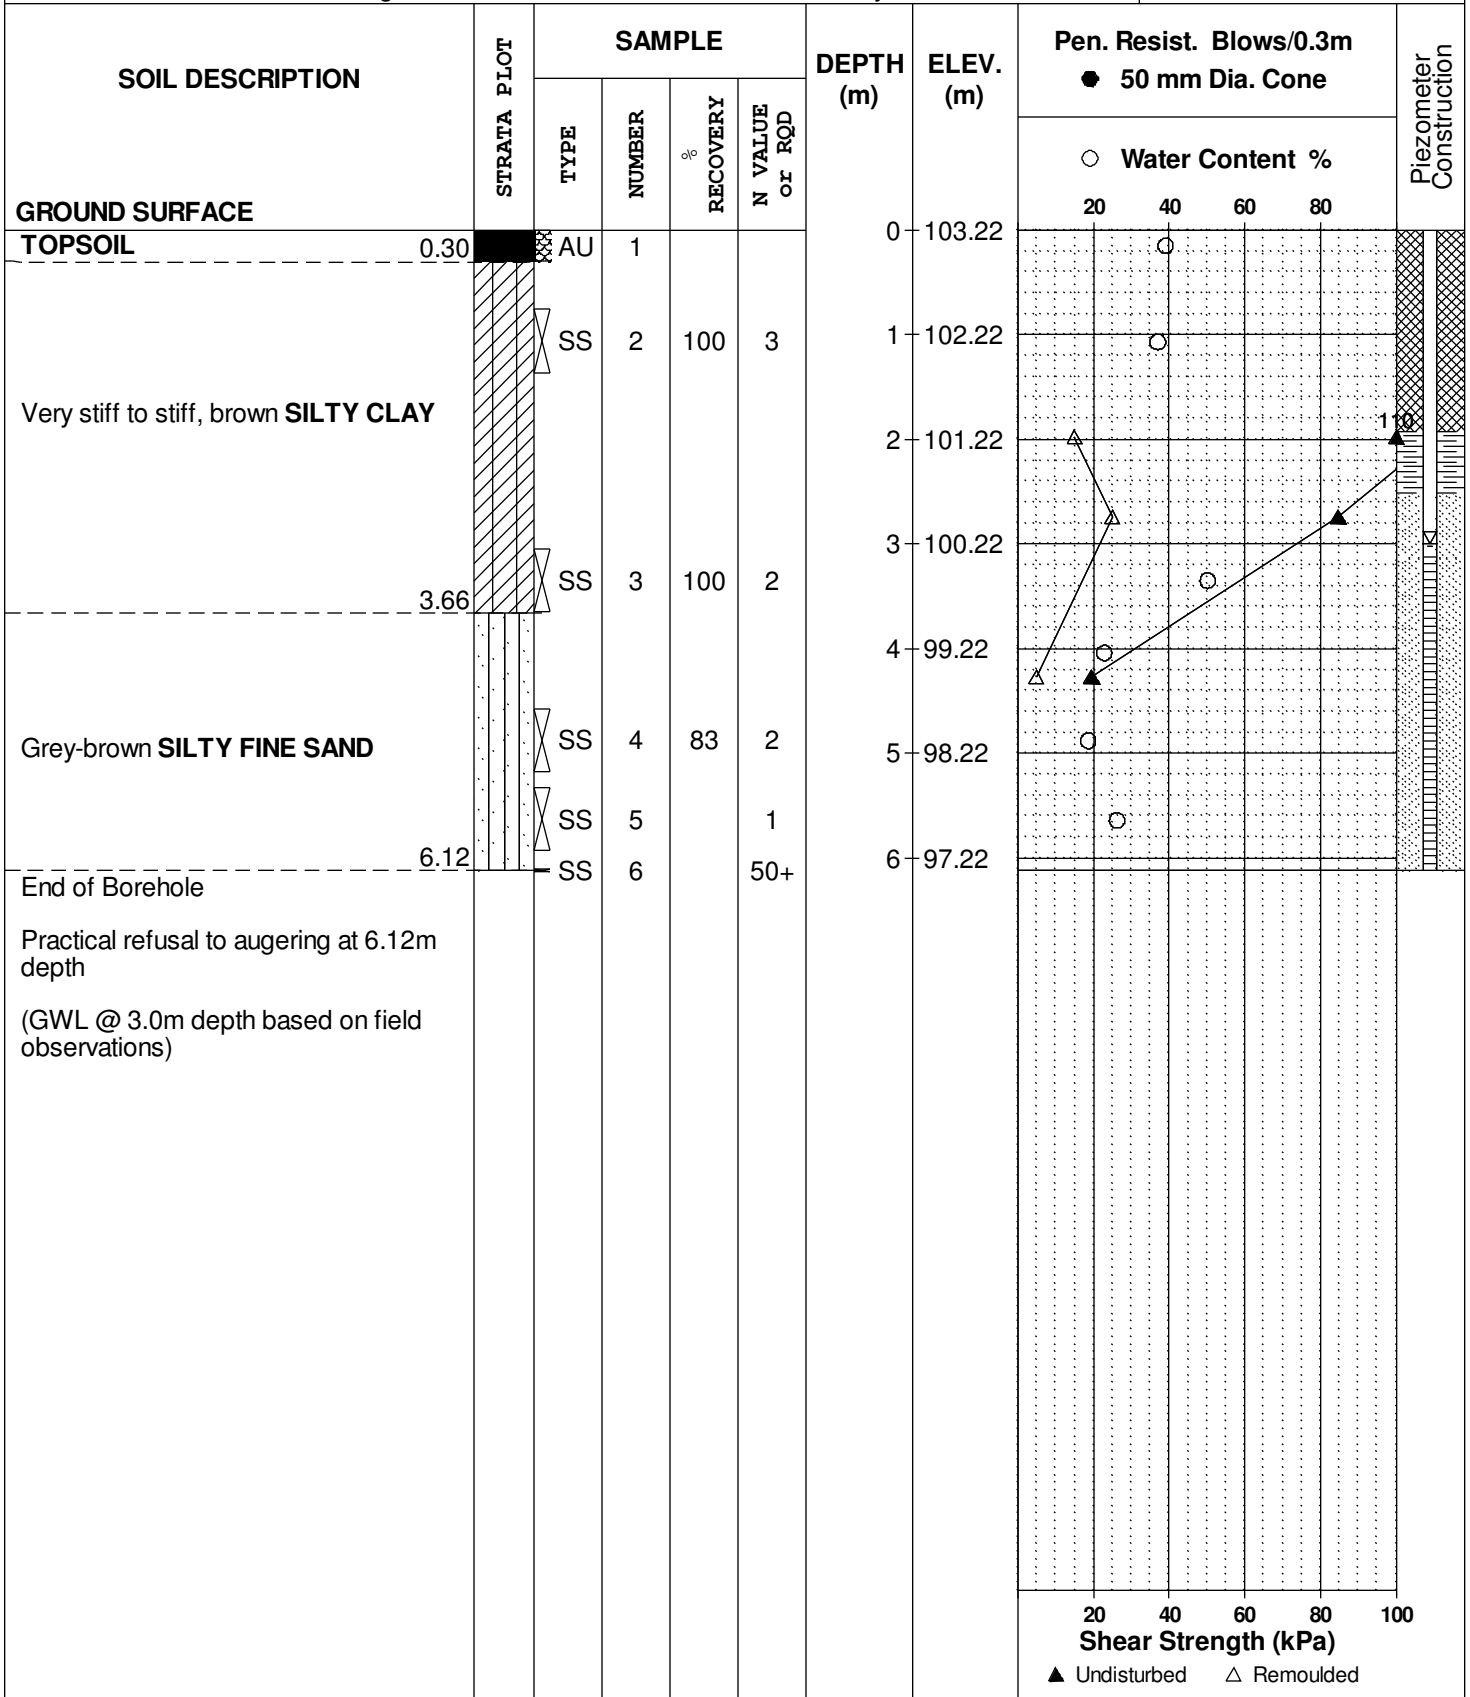 SOIL DESCRIPTION
GROUND SURFACE
STRATA PLOT
SAMPLE
TYPE
NUMBER
% RECOVERY
N VALUE or RQD
DEPTH (m)
ELEV. (m)
Pen. Resist. Blows/0.3m
● 50 mm Dia. Cone
○ Water Content %
20 40 60 80
Piezometer Construction
TOPSOIL 0.30 AU 1
0 103.22
SS 2 100 3
1 102.22
Very stiff to stiff, brown SILTY CLAY
110
2 101.22
3 100.22
SS 3 100 2
3.66
4 99.22
Grey-brown SILTY FINE SAND
SS 4 83 2
5 98.22
SS 5 1
6.12
6 97.22
SS 6 50+
End of Borehole
Practical refusal to augering at 6.12m
depth
(GWL @ 3.0m depth based on field
observations)
20 40 60 80 100
Shear Strength (kPa)
▲ Undisturbed △ Remoulded